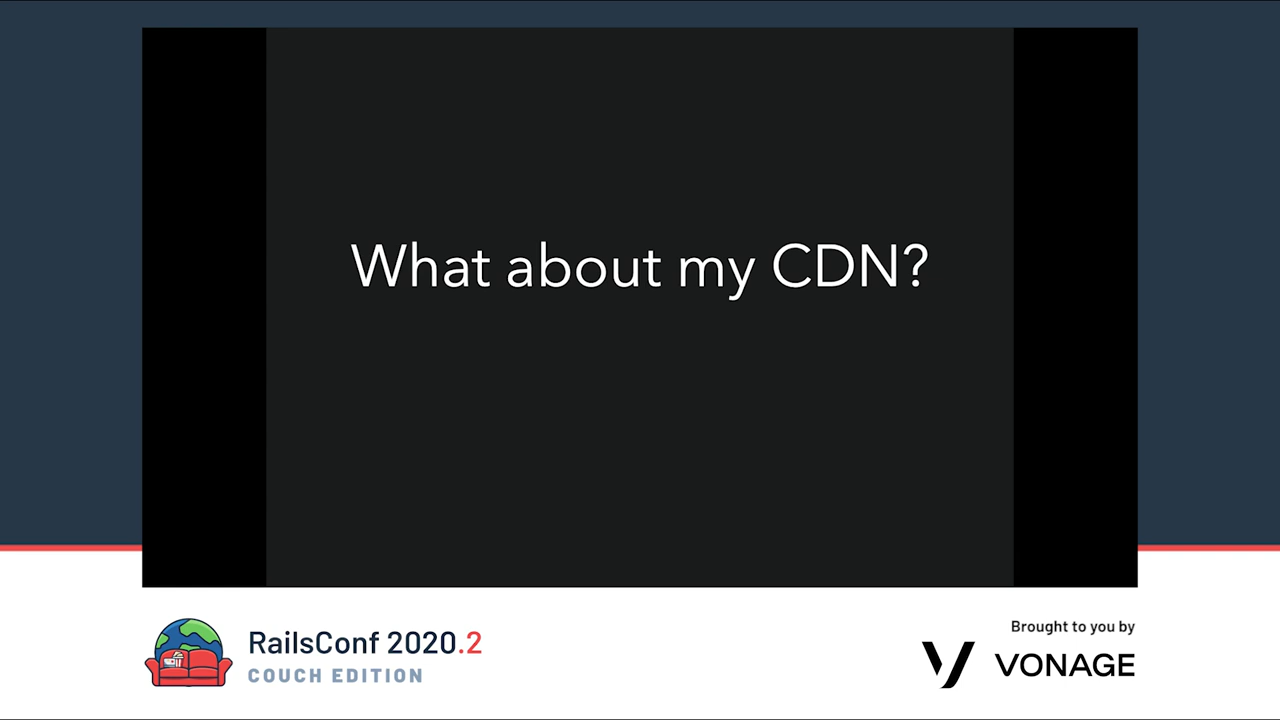 What about my CDN?
RailsConf 2020.2
COUCH EDITION
Brought to you by
VONAGE